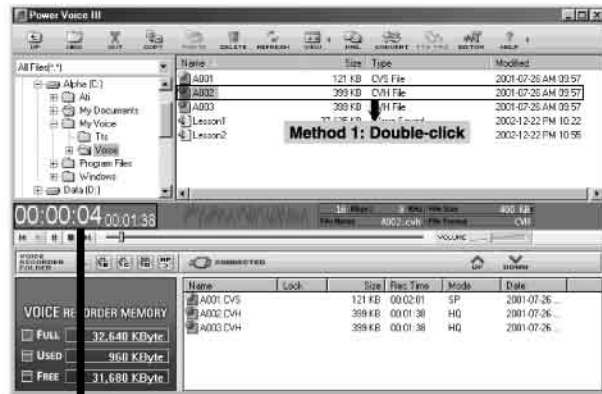 Power Voice III
UP NEW CUT COPY PASTE DELETE REFRESH VIEW MAIL CONVERT EDITOR HELP
All Files(*.*)
Name Size Type Modified
Alphe (C:)
Ati
My Documents
My Voice
Tts
Voice
Program Files
Windows
Data (D:)
A001 121 KB CVS File 2001-07-26 AM 09:57
A002 399 KB CVH File 2001-07-26 AM 09:57
A003 399 KB VH File 2001-07-26 AM 09:57
Lesson1 2002-12-22 PM 10:22
Lesson2 2002-12-22 PM 10:55
Method 1: Double-click
00:00:04 00:01:38
File Size 400 KB
File Name A002.cvh File Format CVH
VOLUME
VOICE RECORDER FOLDER
CONNECTED
UP DOWN
VOICE RECORDER MEMORY
FULL 32,640 KByte
USED 960 KByte
FREE 31,680 KByte
Name Lock Size Rec Time Mode Date
A001.CVS 121 KB 00:02:01 SP 2001-07-26 ...
A002.CVH 399 KB 00:01:38 HQ 2001-07-26 ...
A003.CVH 399 KB 00:01:38 HQ 2001-07-26 ...